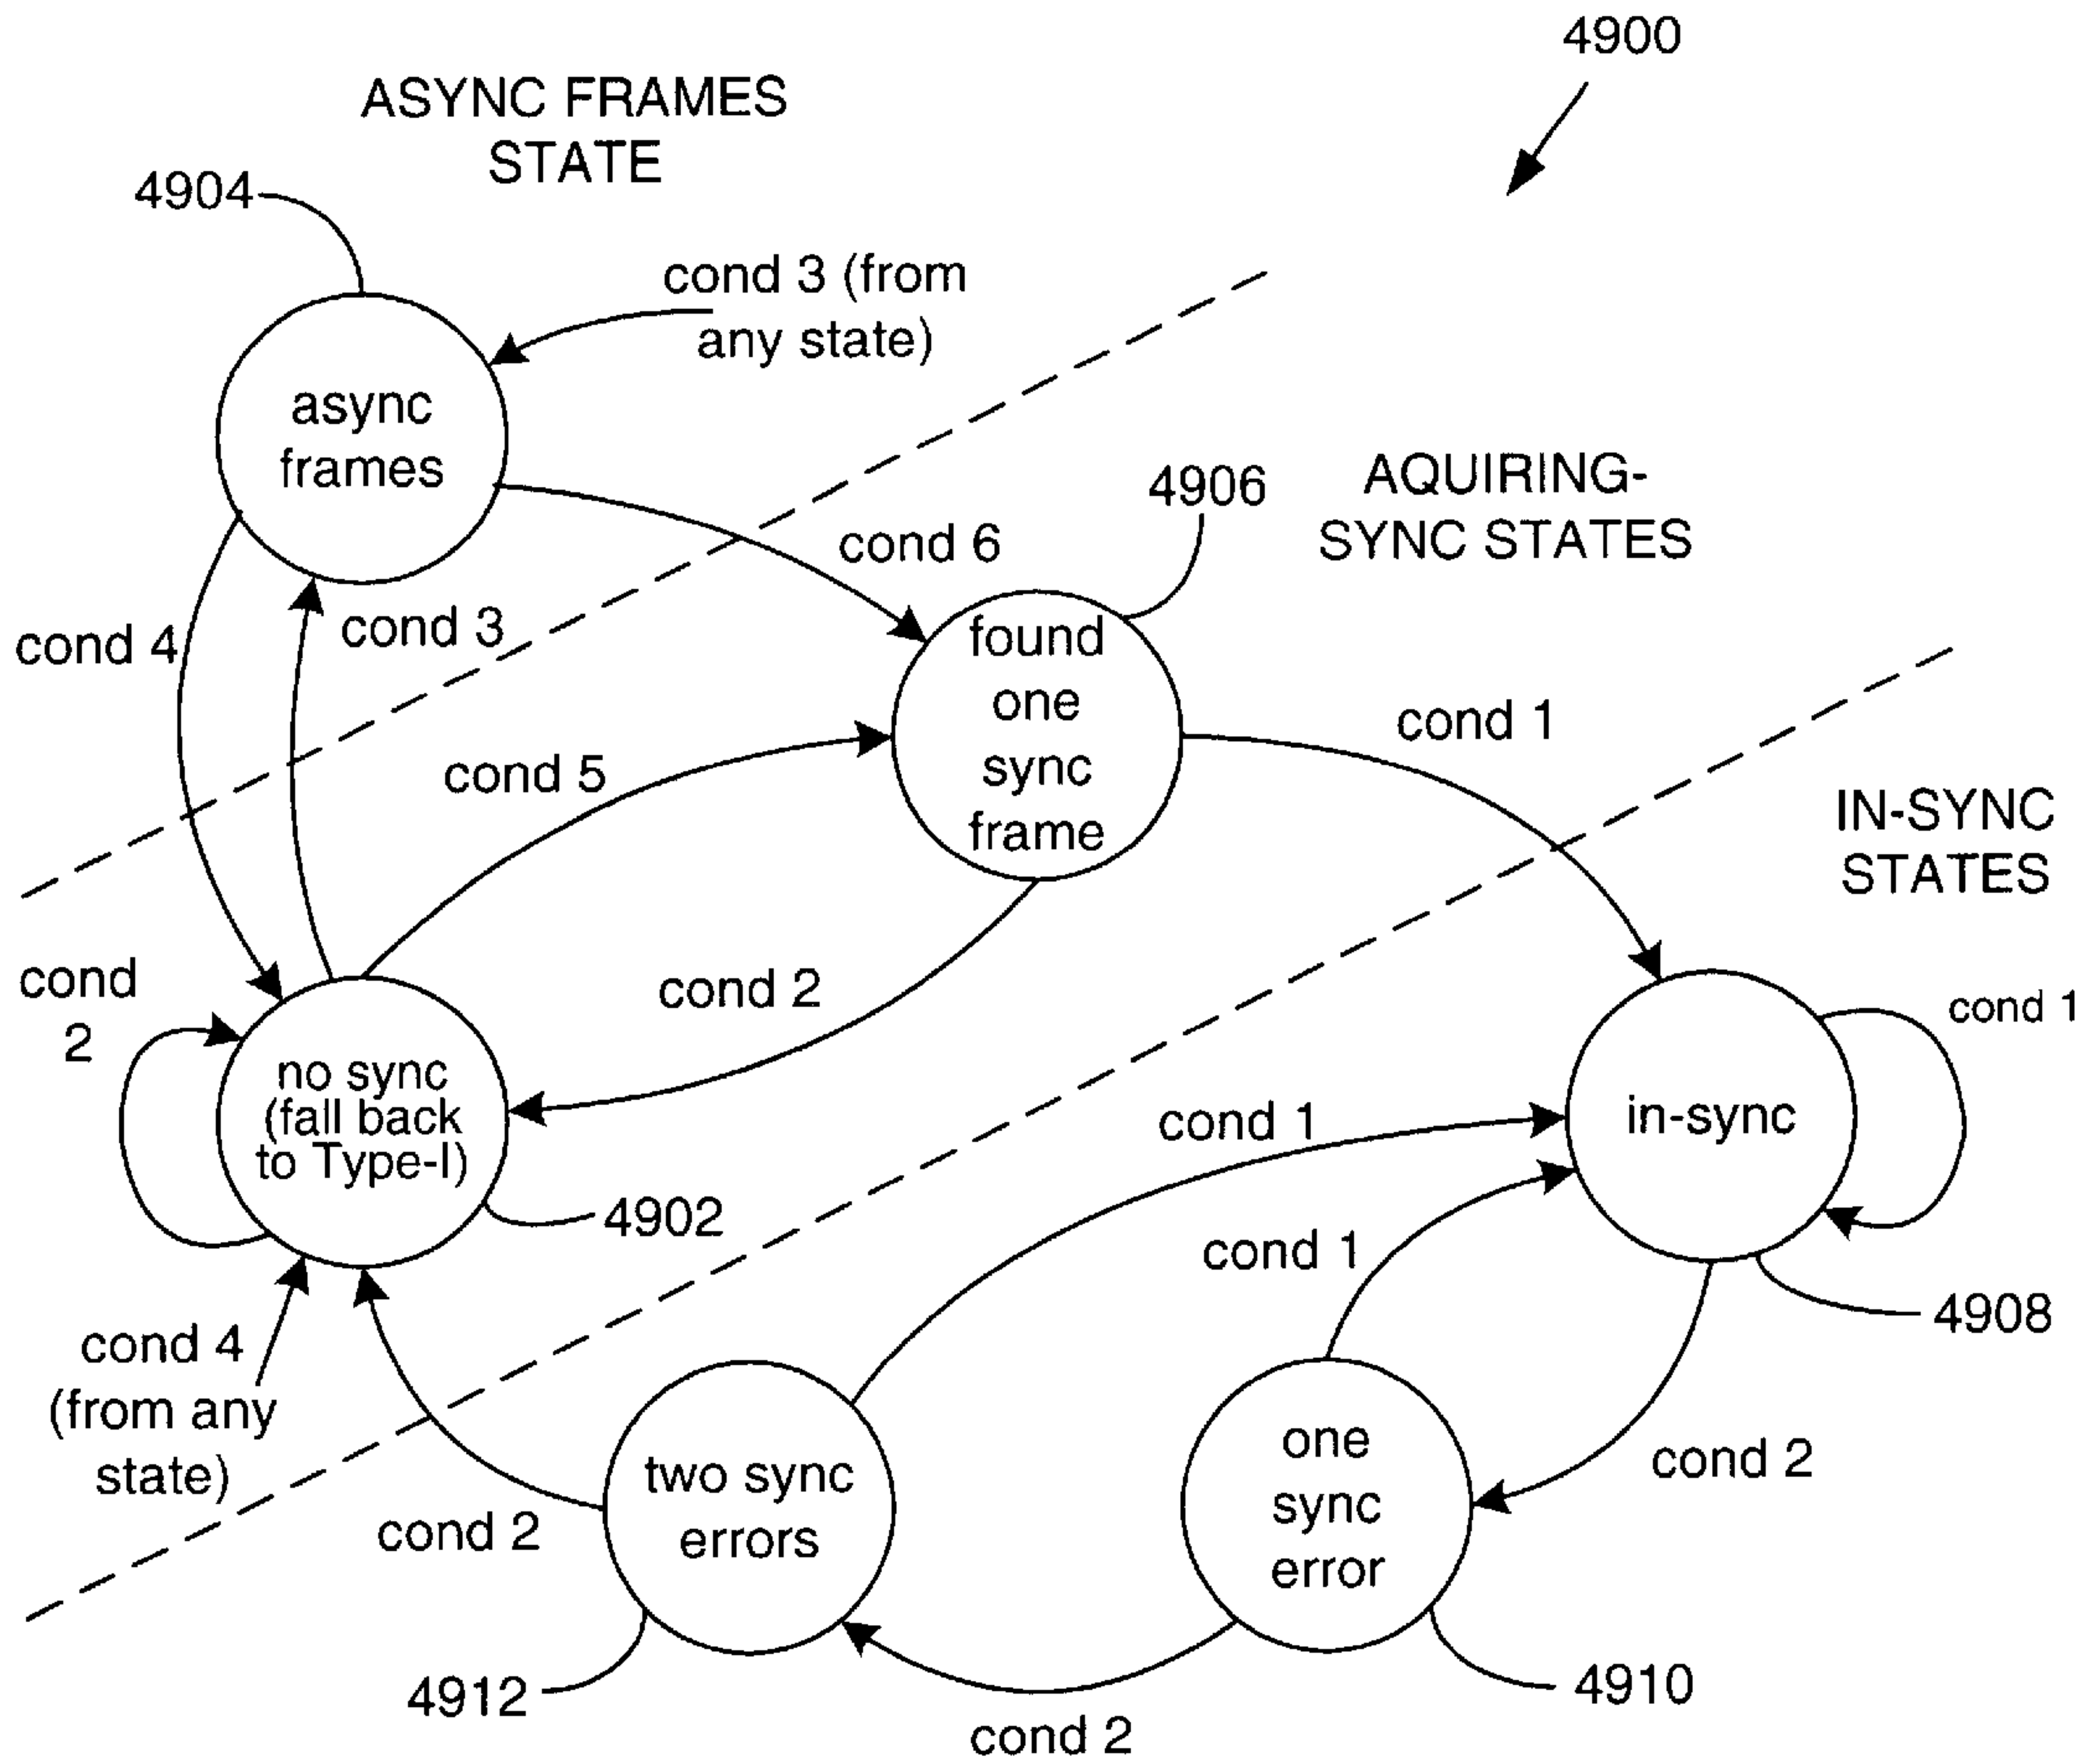 4900
ASYNC FRAMES
STATE
4904
cond 3 (from
any state)
async
frames
4906
AQUIRING-
SYNC STATES
cond 6
cond 4
cond 3
found
one
sync
frame
cond 1
cond 5
IN-SYNC
STATES
cond
2
cond 2
cond 1
no sync
(fall back
to Type-I)
cond 1
in-sync
4902
cond 1
4908
cond 4
(from any
state)
two sync
errors
one
sync
error
cond 2
cond 2
4912
4910
cond 2